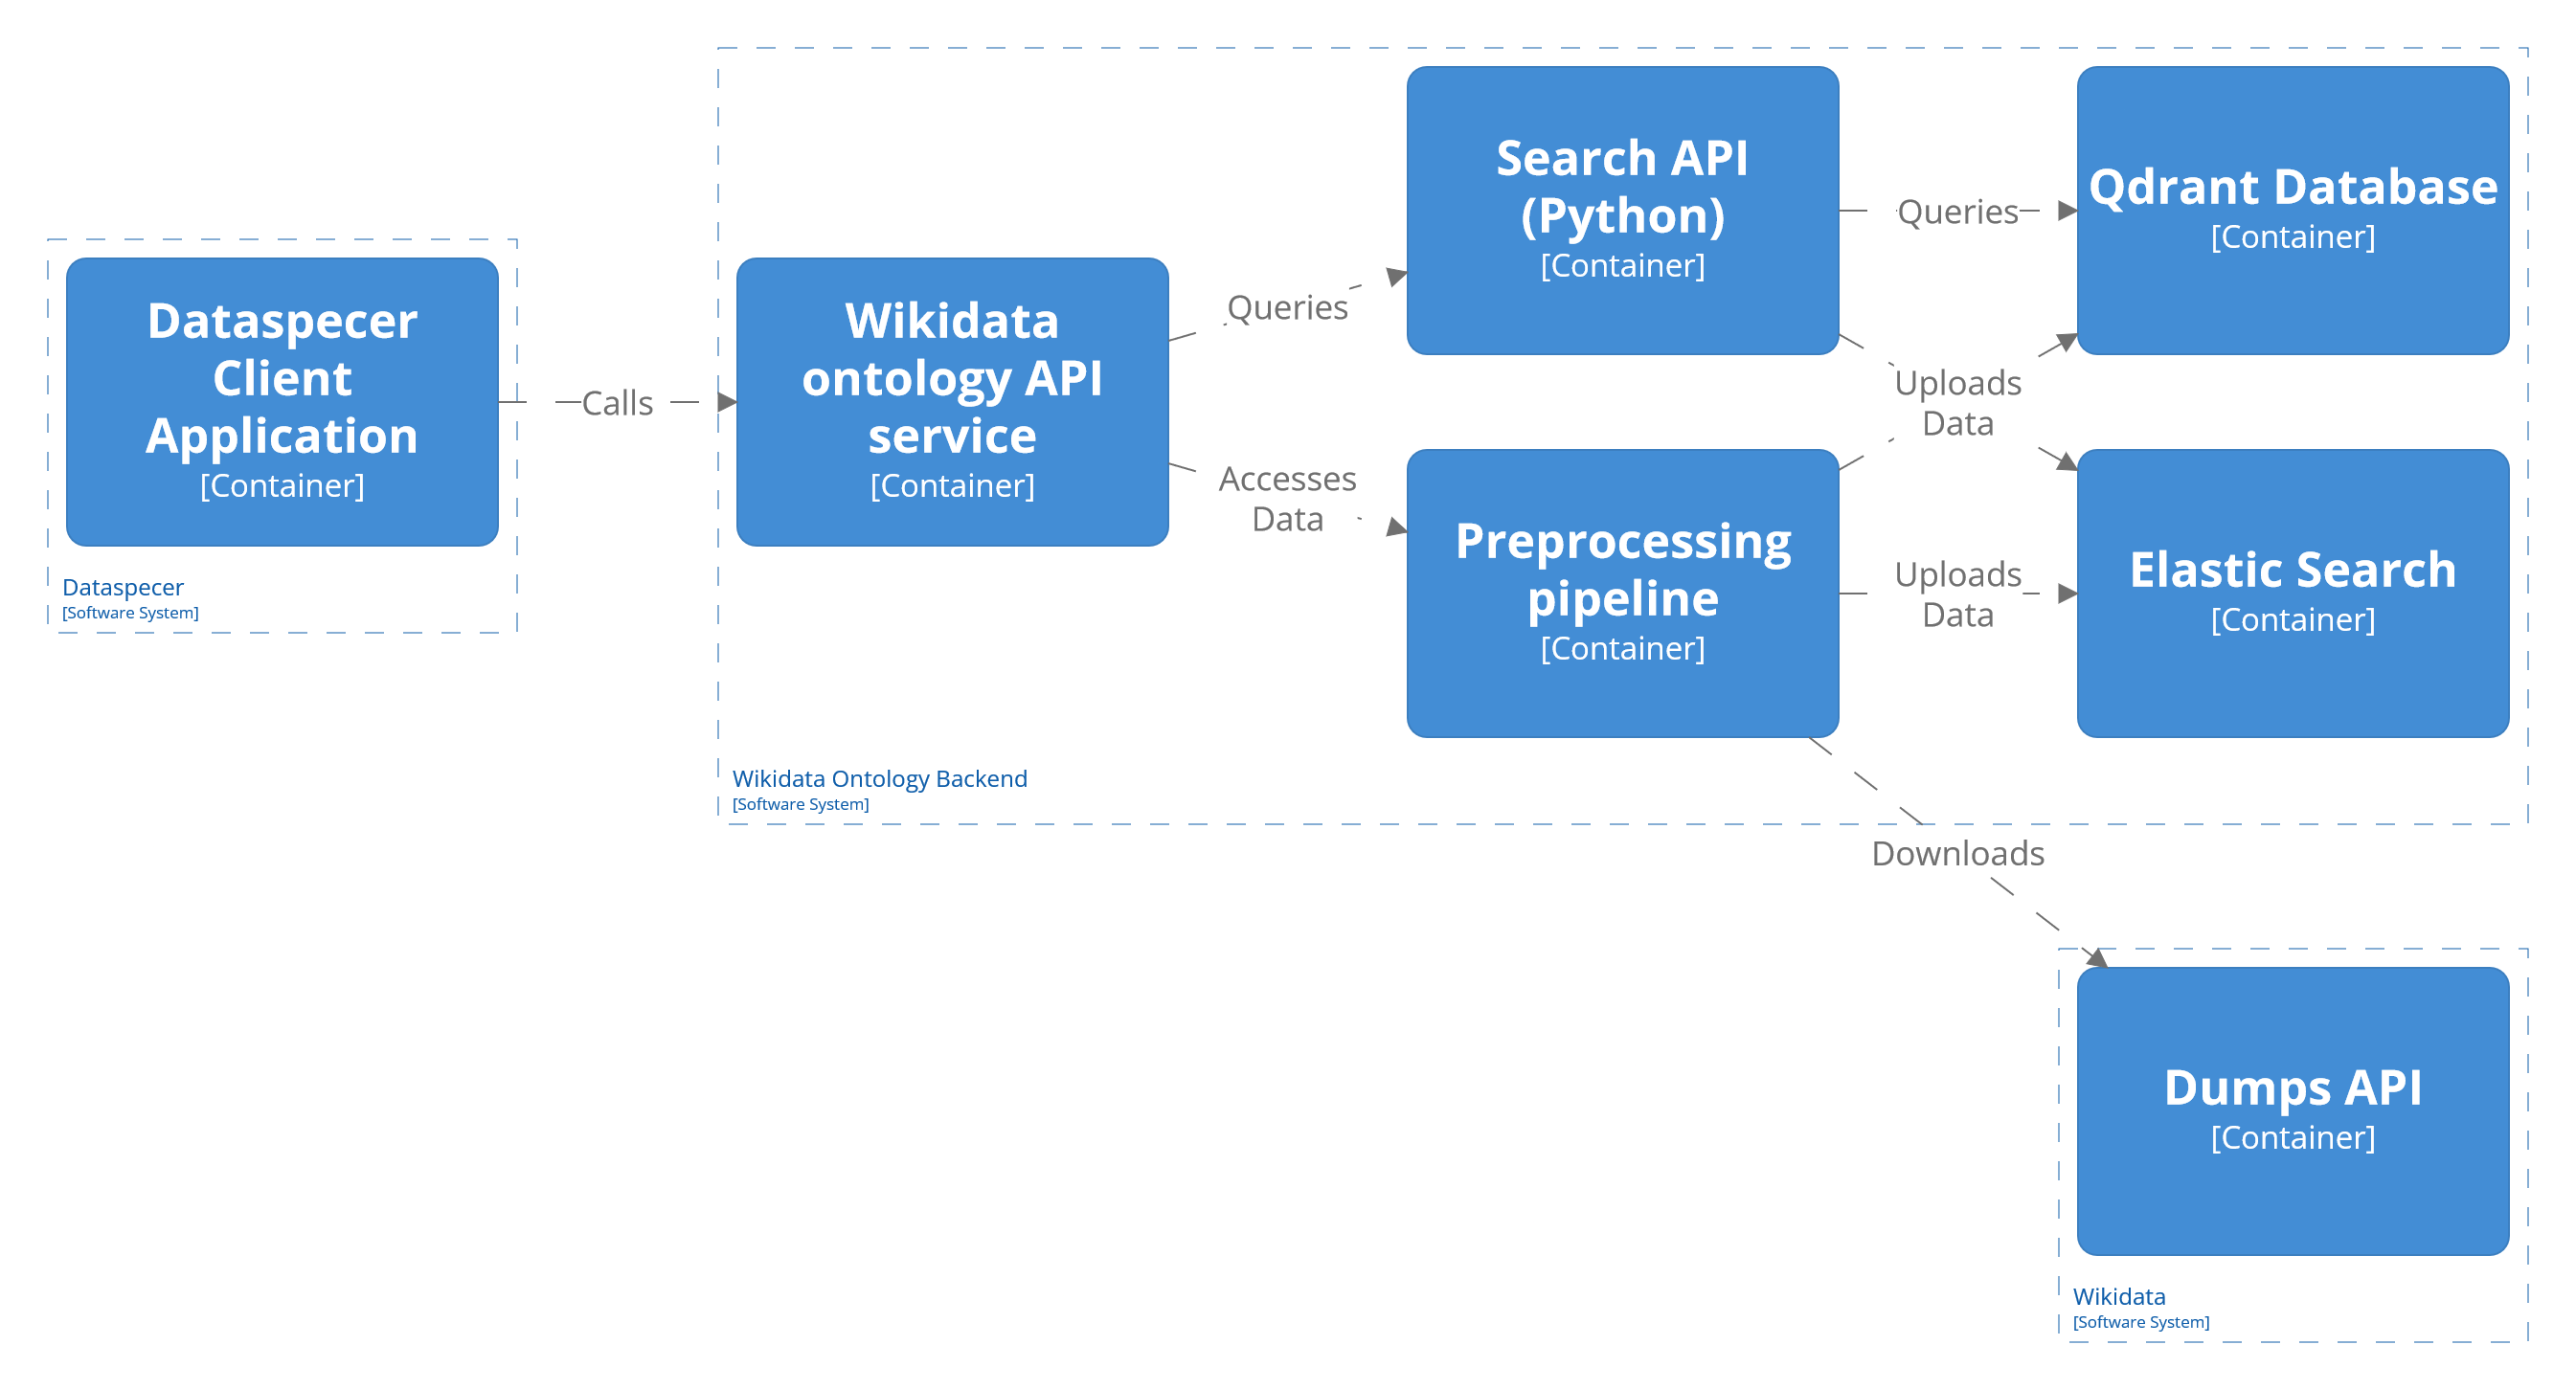 Dataspecer
Client
Application
[Container]
Dataspecer
[Software System]
Calls
Wikidata
ontology API
service
[Container]
Queries
Accesses
Data
Search API
(Python)
[Container]
Preprocessing
pipeline
[Container]
Wikidata Ontology Backend
[Software System]
Queries
Uploads
Data
Uploads
Data
Qdrant Database
[Container]
Elastic Search
[Container]
Downloads
Dumps API
[Container]
Wikidata
[Software System]